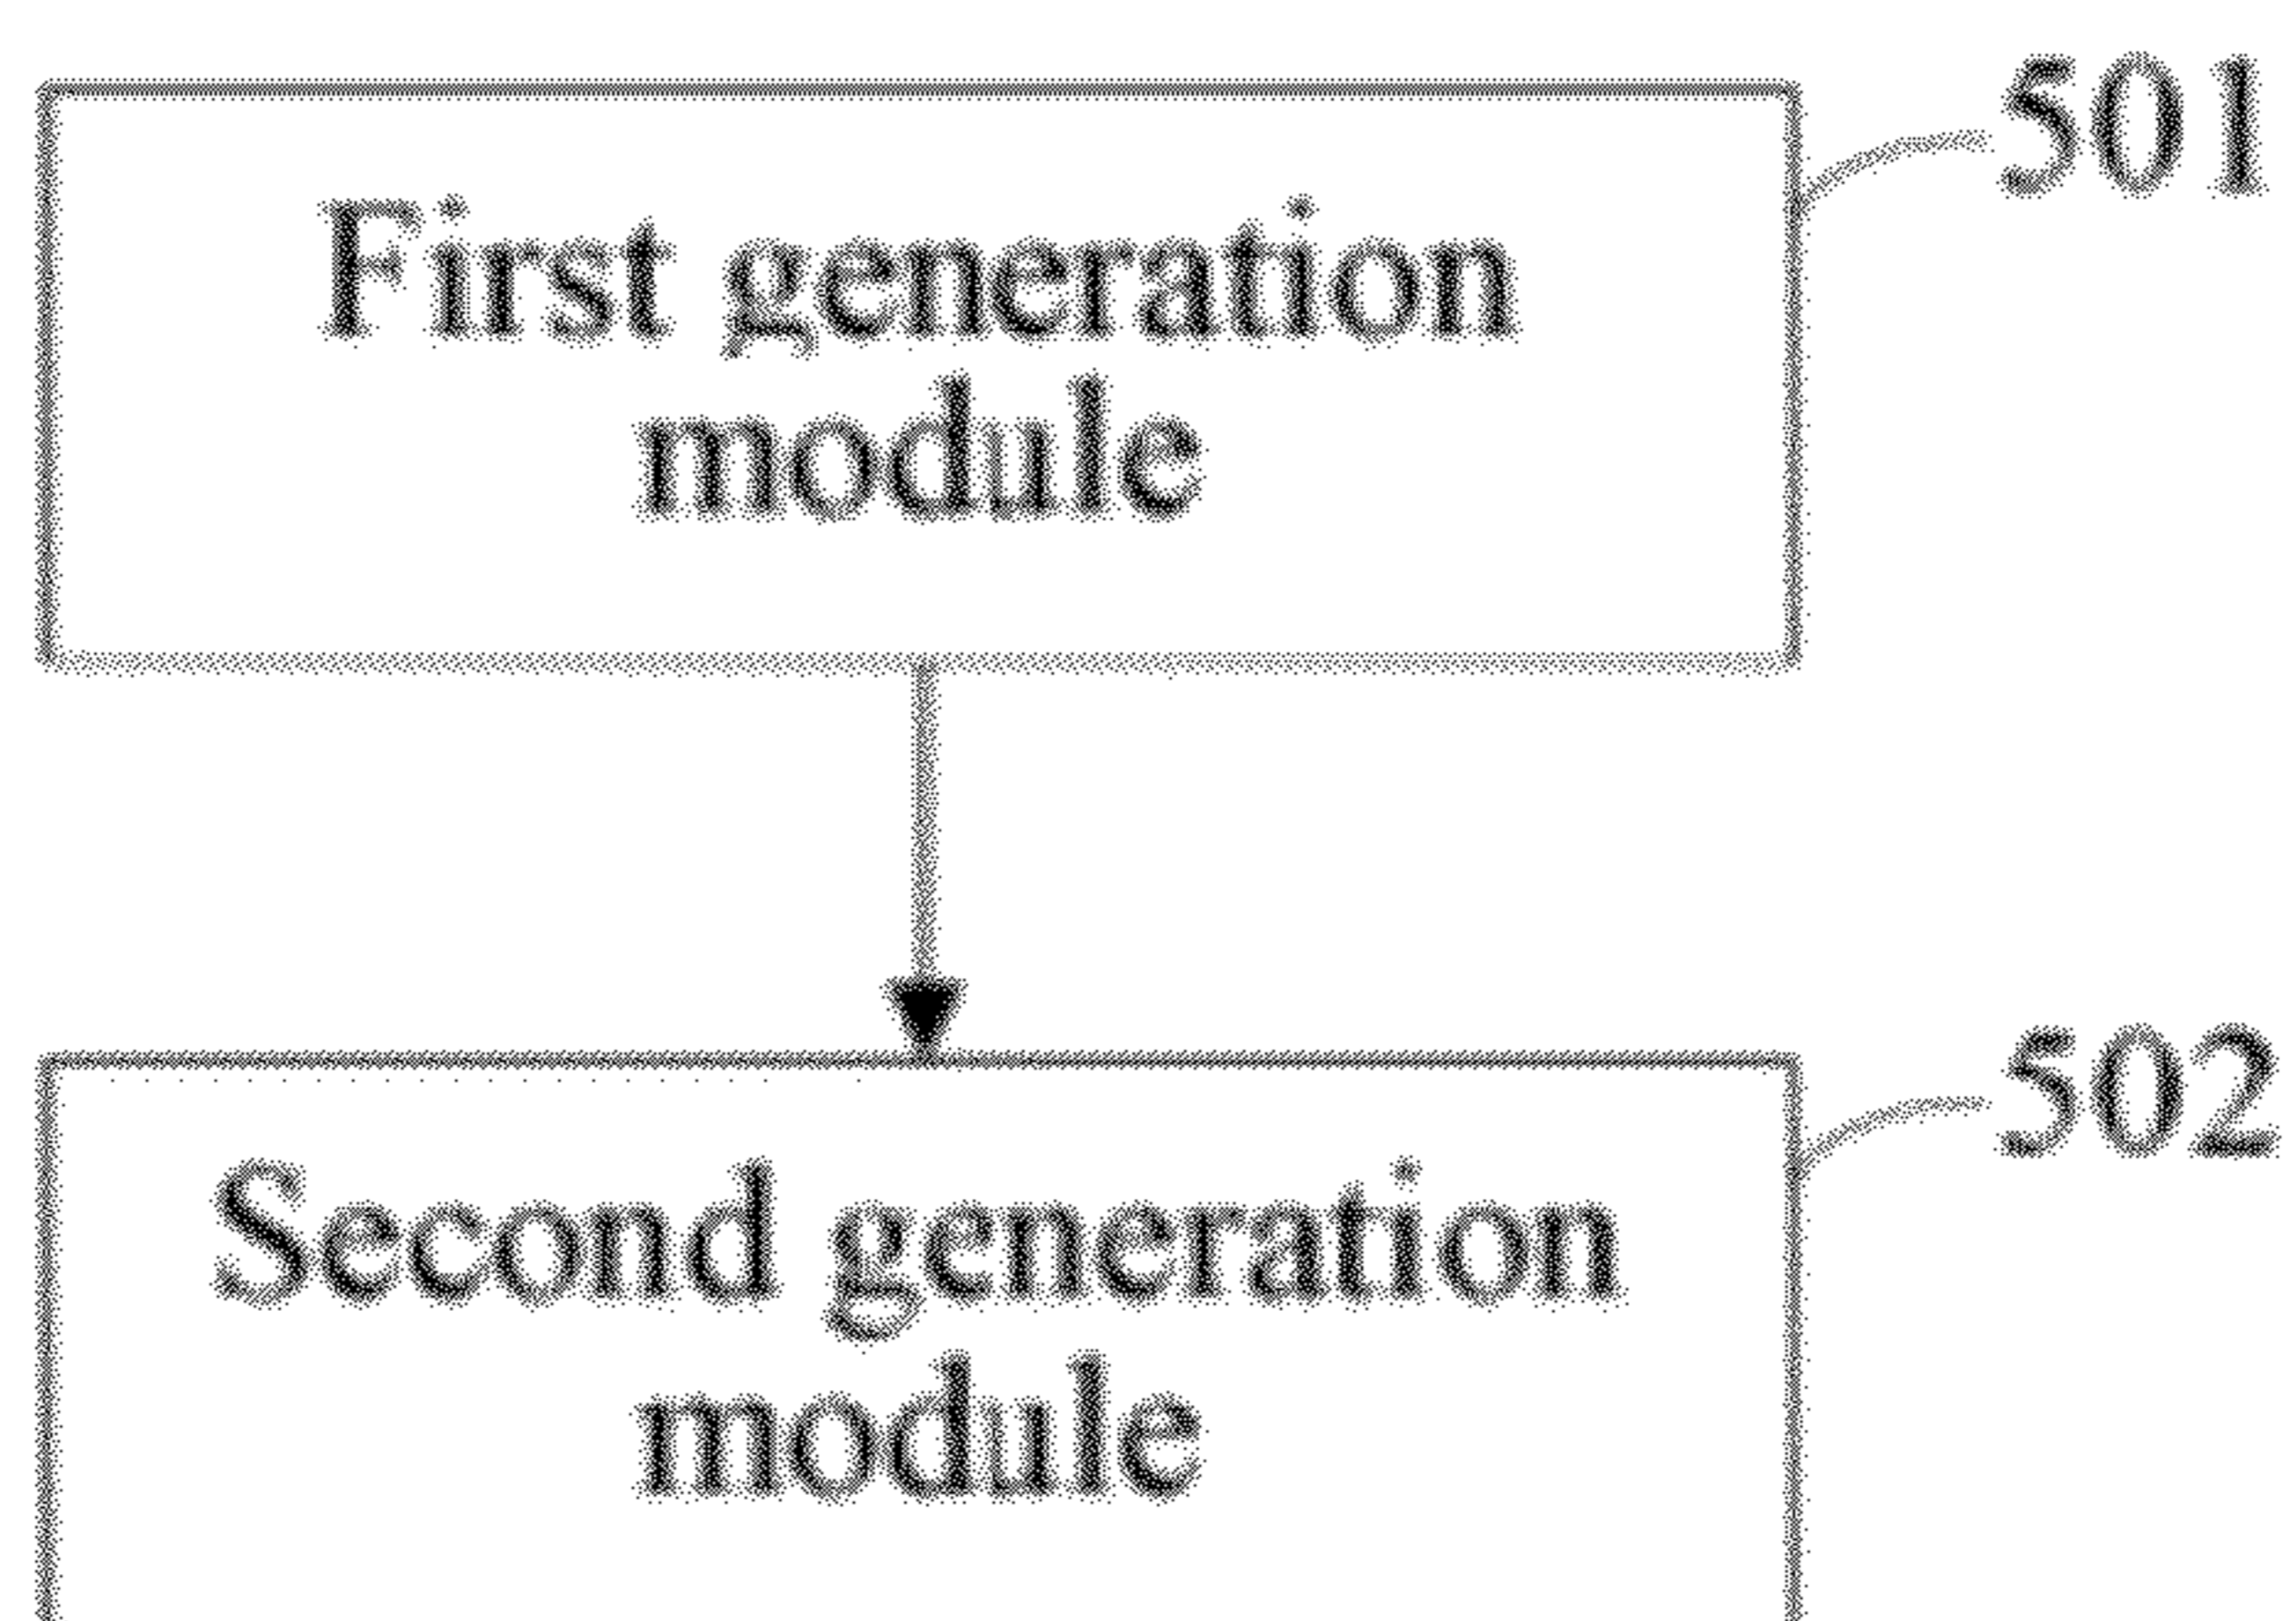 501
First generation
module
502
Second generation
module